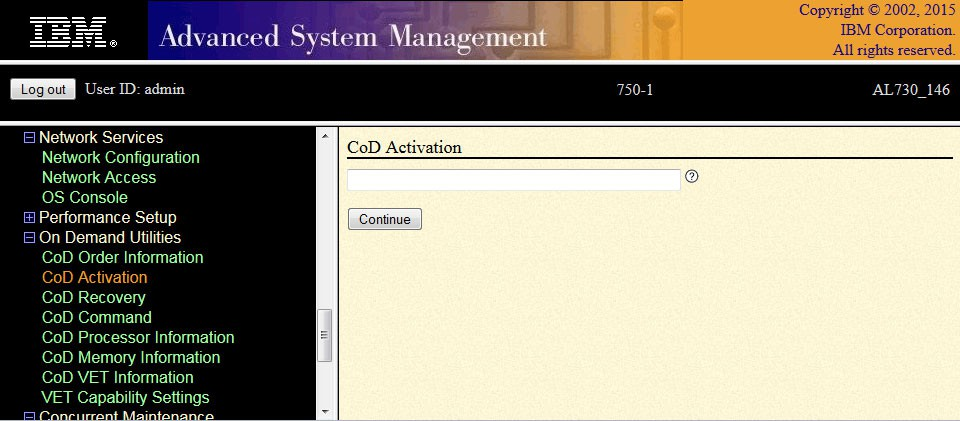 IBM®
Advanced System Management
Copyright © 2002, 2015
IBM Corporation.
All rights reserved.
Log out User ID: admin 750-1 AL730_146
Network Services
Network Configuration
Network Access
OS Console
Performance Setup
On Demand Utilities
CoD Order Information
CoD Activation
CoD Recovery
CoD Command
CoD Processor Information
CoD Memory Information
CoD VET Information
VET Capability Settings
Concurrent Maintenance
CoD Activation
?
Continue